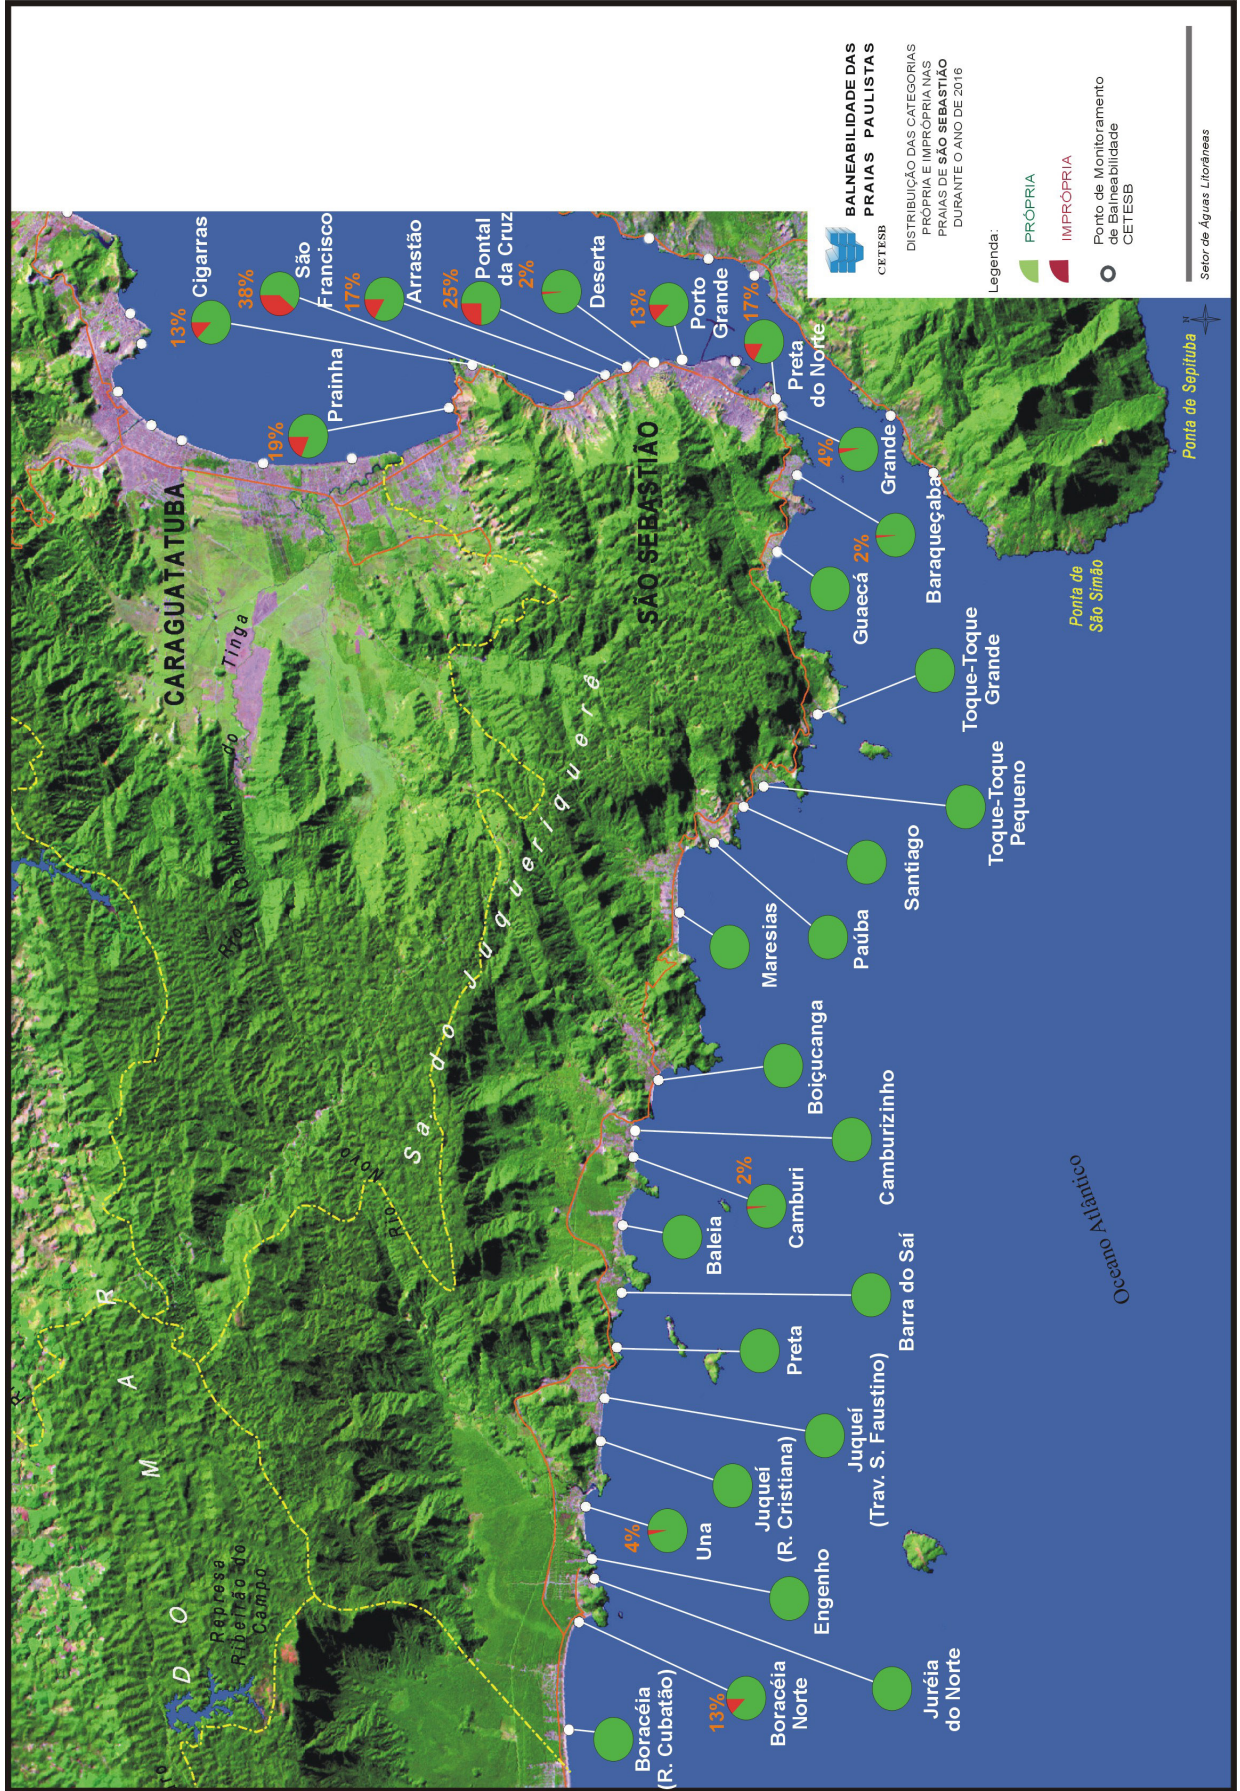 BALNEABILIDADE DAS
PRAIAS PAULISTAS
CETESB
DISTRIBUIÇÃO DAS CATEGORIAS
PRÓPRIA E IMPRÓPRIA NAS
PRAIAS DE SÃO SEBASTIÃO
DURANTE O ANO DE 2016
Legenda:
PRÓPRIA
IMPRÓPRIA
Ponto de Monitoramento
de Balneabilidade
CETESB
Setor de Águas Litorâneas
N
CARAGUATATUBA
SÃO SEBASTIÃO
13%
Cigarras
38%
São
Francisco
17%
Arrastão
25%
Pontal
da Cruz
2%
Deserta
13%
Porto
Grande
17%
Preta
do Norte
19%
Prainha
4%
Grande
2%
Baraqueçaba
Guaecá
Toque-Toque
Grande
Toque-Toque
Pequeno
Santiago
Paúba
Maresias
Boiçucanga
Camburizinho
2%
Camburi
Baleia
Barra do Saí
Preta
Juqueí
(Trav. S. Faustino)
Juqueí
(R. Cristiana)
4%
Una
Engenho
Juréia
do Norte
13%
Boracéia
Norte
Boracéia
(R. Cubatão)
Ponta de Sepituba
Ponta de
São Simão
Oceano Atlântico
Sa. do Juqueriquerê
Rio Novo
Tinga
do
Rio
Represa
Ribeirão do
Campo
D O M A R